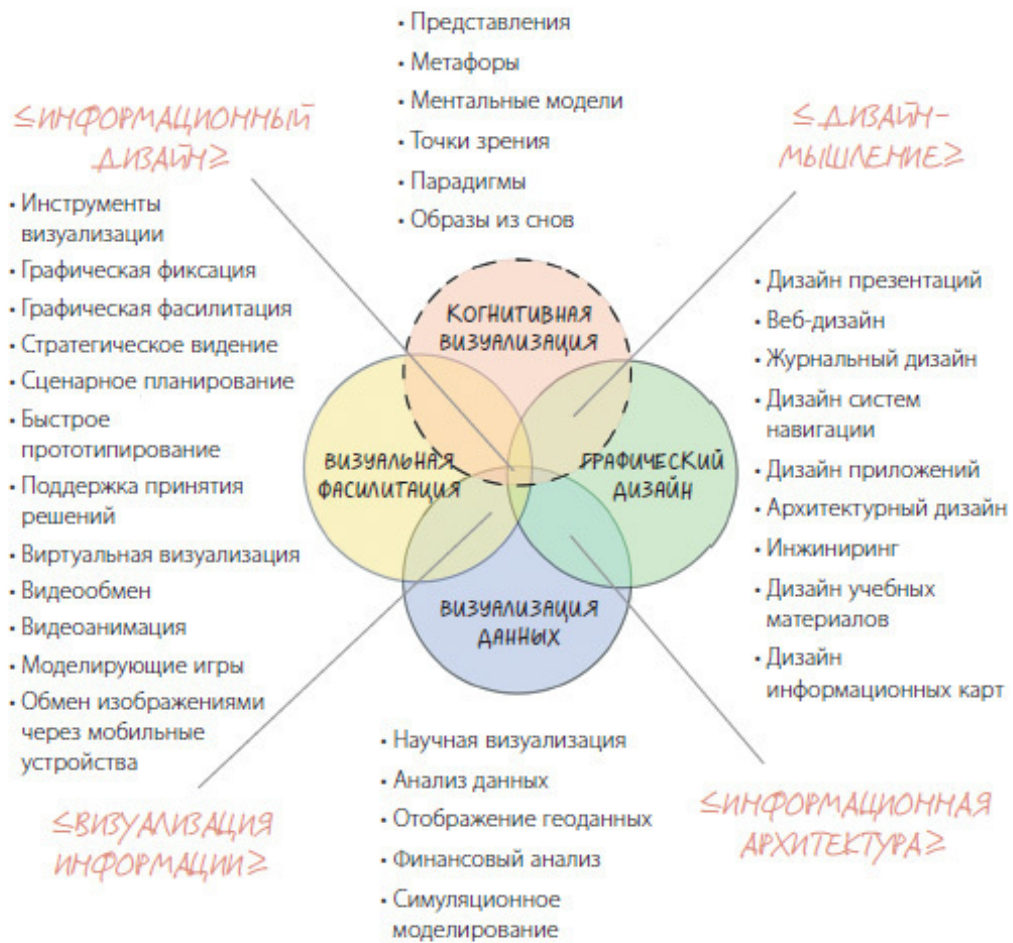 • Представления
• Метафоры
• Ментальные модели
• Точки зрения
• Парадигмы
• Образы из снов
≤ИНФОРМАЦИОННЫЙ
ДИЗАЙН≥
≤ДИЗАЙН-
МЫШЛЕНИЕ≥
• Инструменты
визуализации
• Графическая фиксация
• Графическая фасилитация
• Стратегическое видение
• Сценарное планирование
• Быстрое
прототипирование
• Поддержка принятия
решений
• Виртуальная визуализация
• Видеообмен
• Видеоанимация
• Моделирующие игры
• Обмен изображениями
через мобильные
устройства
КОГНИТИВНАЯ
ВИЗУАЛИЗАЦИЯ
ВИЗУАЛЬНАЯ
ФАСИЛИТАЦИЯ
ГРАФИЧЕСКИЙ
ДИЗАЙН
ВИЗУАЛИЗАЦИЯ
ДАННЫХ
• Дизайн презентаций
• Веб-дизайн
• Журнальный дизайн
• Дизайн систем
навигации
• Дизайн приложений
• Архитектурный дизайн
• Инжиниринг
• Дизайн учебных
материалов
• Дизайн
информационных карт
≤ВИЗУАЛИЗАЦИЯ
ИНФОРМАЦИИ≥
• Научная визуализация
• Анализ данных
• Отображение геоданных
• Финансовый анализ
• Симуляционное
моделирование
≤ИНФОРМАЦИОННАЯ
АРХИТЕКТУРА≥